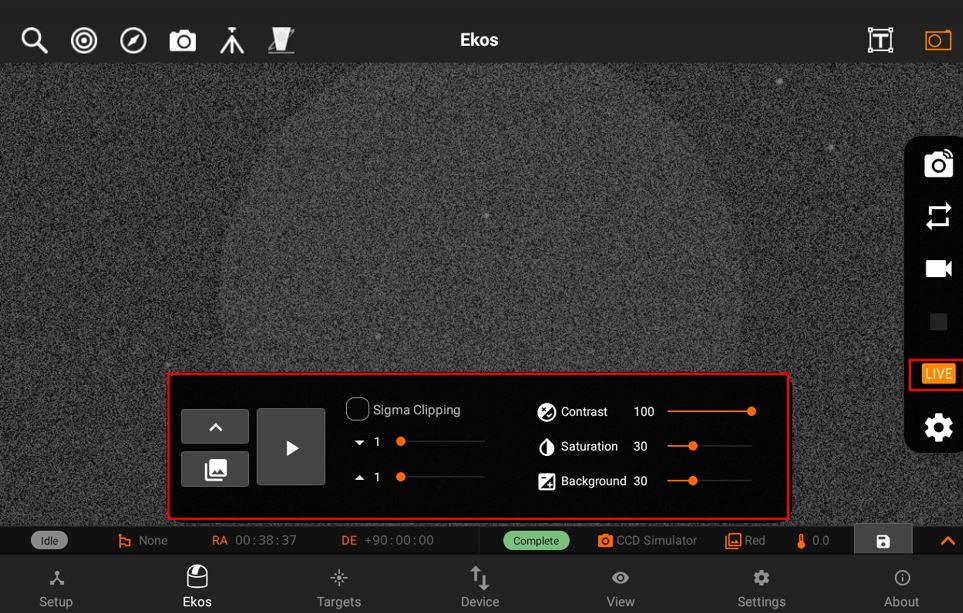 Ekos
T
LIVE
Sigma Clipping
1
1
Contrast 100
Saturation 30
Background 30
Idle None RA 00:38:37 DE +90:00:00 Complete CCD Simulator Red 0.0
Setup Ekos Targets Device View Settings About